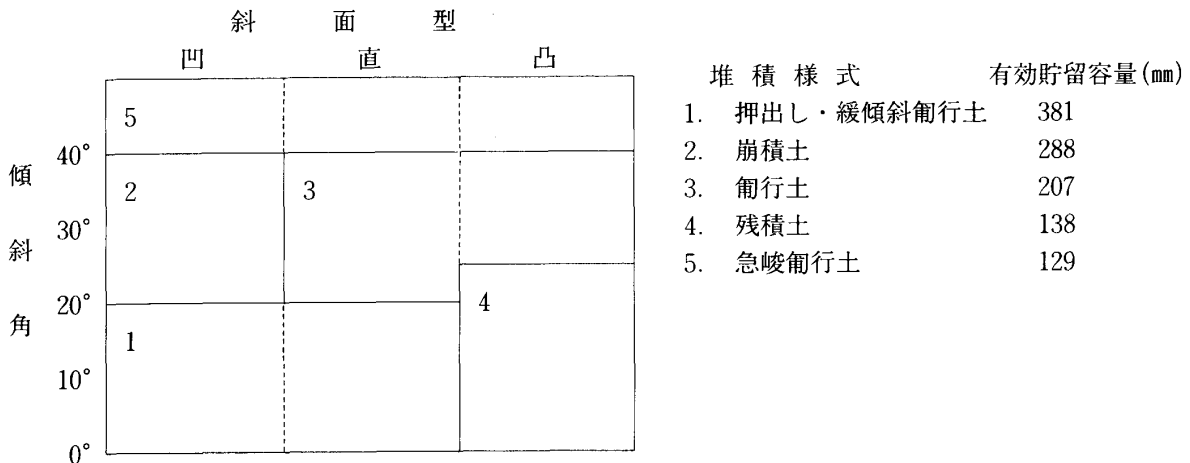 斜面型
凹 直 凸
傾斜角
40°
30°
20°
10°
0°
5
2
3
4
1
堆積様式 有効貯留容量(㎜)
1. 押出し・緩傾斜匍行土 381
2. 崩積土 288
3. 匍行土 207
4. 残積土 138
5. 急峻匍行土 129